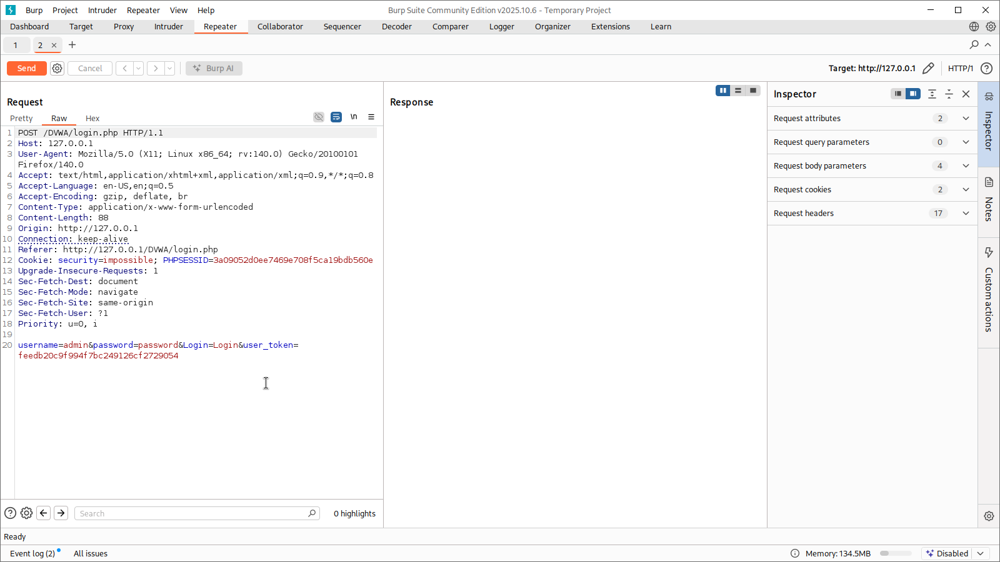 Burp Project Intruder Repeater View Help Burp Suite Community Edition v2025.10.6 - Temporary Project
Dashboard Target Proxy Intruder Repeater Collaborator Sequencer Decoder Comparer Logger Organizer Extensions Learn
1 2 × +
Send Cancel < > Burp AI Target: http://127.0.0.1 HTTP/1 ?
Request
Pretty Raw Hex \n
1 POST /DVWA/login.php HTTP/1.1
2 Host: 127.0.0.1
3 User-Agent: Mozilla/5.0 (X11; Linux x86_64; rv:140.0) Gecko/20100101
Firefox/140.0
4 Accept: text/html,application/xhtml+xml,application/xml;q=0.9,*/*;q=0.8
5 Accept-Language: en-US,en;q=0.5
6 Accept-Encoding: gzip, deflate, br
7 Content-Type: application/x-www-form-urlencoded
8 Content-Length: 88
9 Origin: http://127.0.0.1
10 Connection: keep-alive
11 Referer: http://127.0.0.1/DVWA/login.php
12 Cookie: security=impossible; PHPSESSID=3a09052d0ee7469e708f5ca19bdb560e
13 Upgrade-Insecure-Requests: 1
14 Sec-Fetch-Dest: document
15 Sec-Fetch-Mode: navigate
16 Sec-Fetch-Site: same-origin
17 Sec-Fetch-User: ?1
18 Priority: u=0, i
19
20 username=admin&password=password&Login=Login&user_token=
feedb20c9f994f7bc249126cf2729054
Search 0 highlights
Response
Inspector
Request attributes 2
Request query parameters 0
Request body parameters 4
Request cookies 2
Request headers 17
Inspector
Notes
Custom actions
Ready
Event log (2) All issues Memory: 134.5MB Disabled